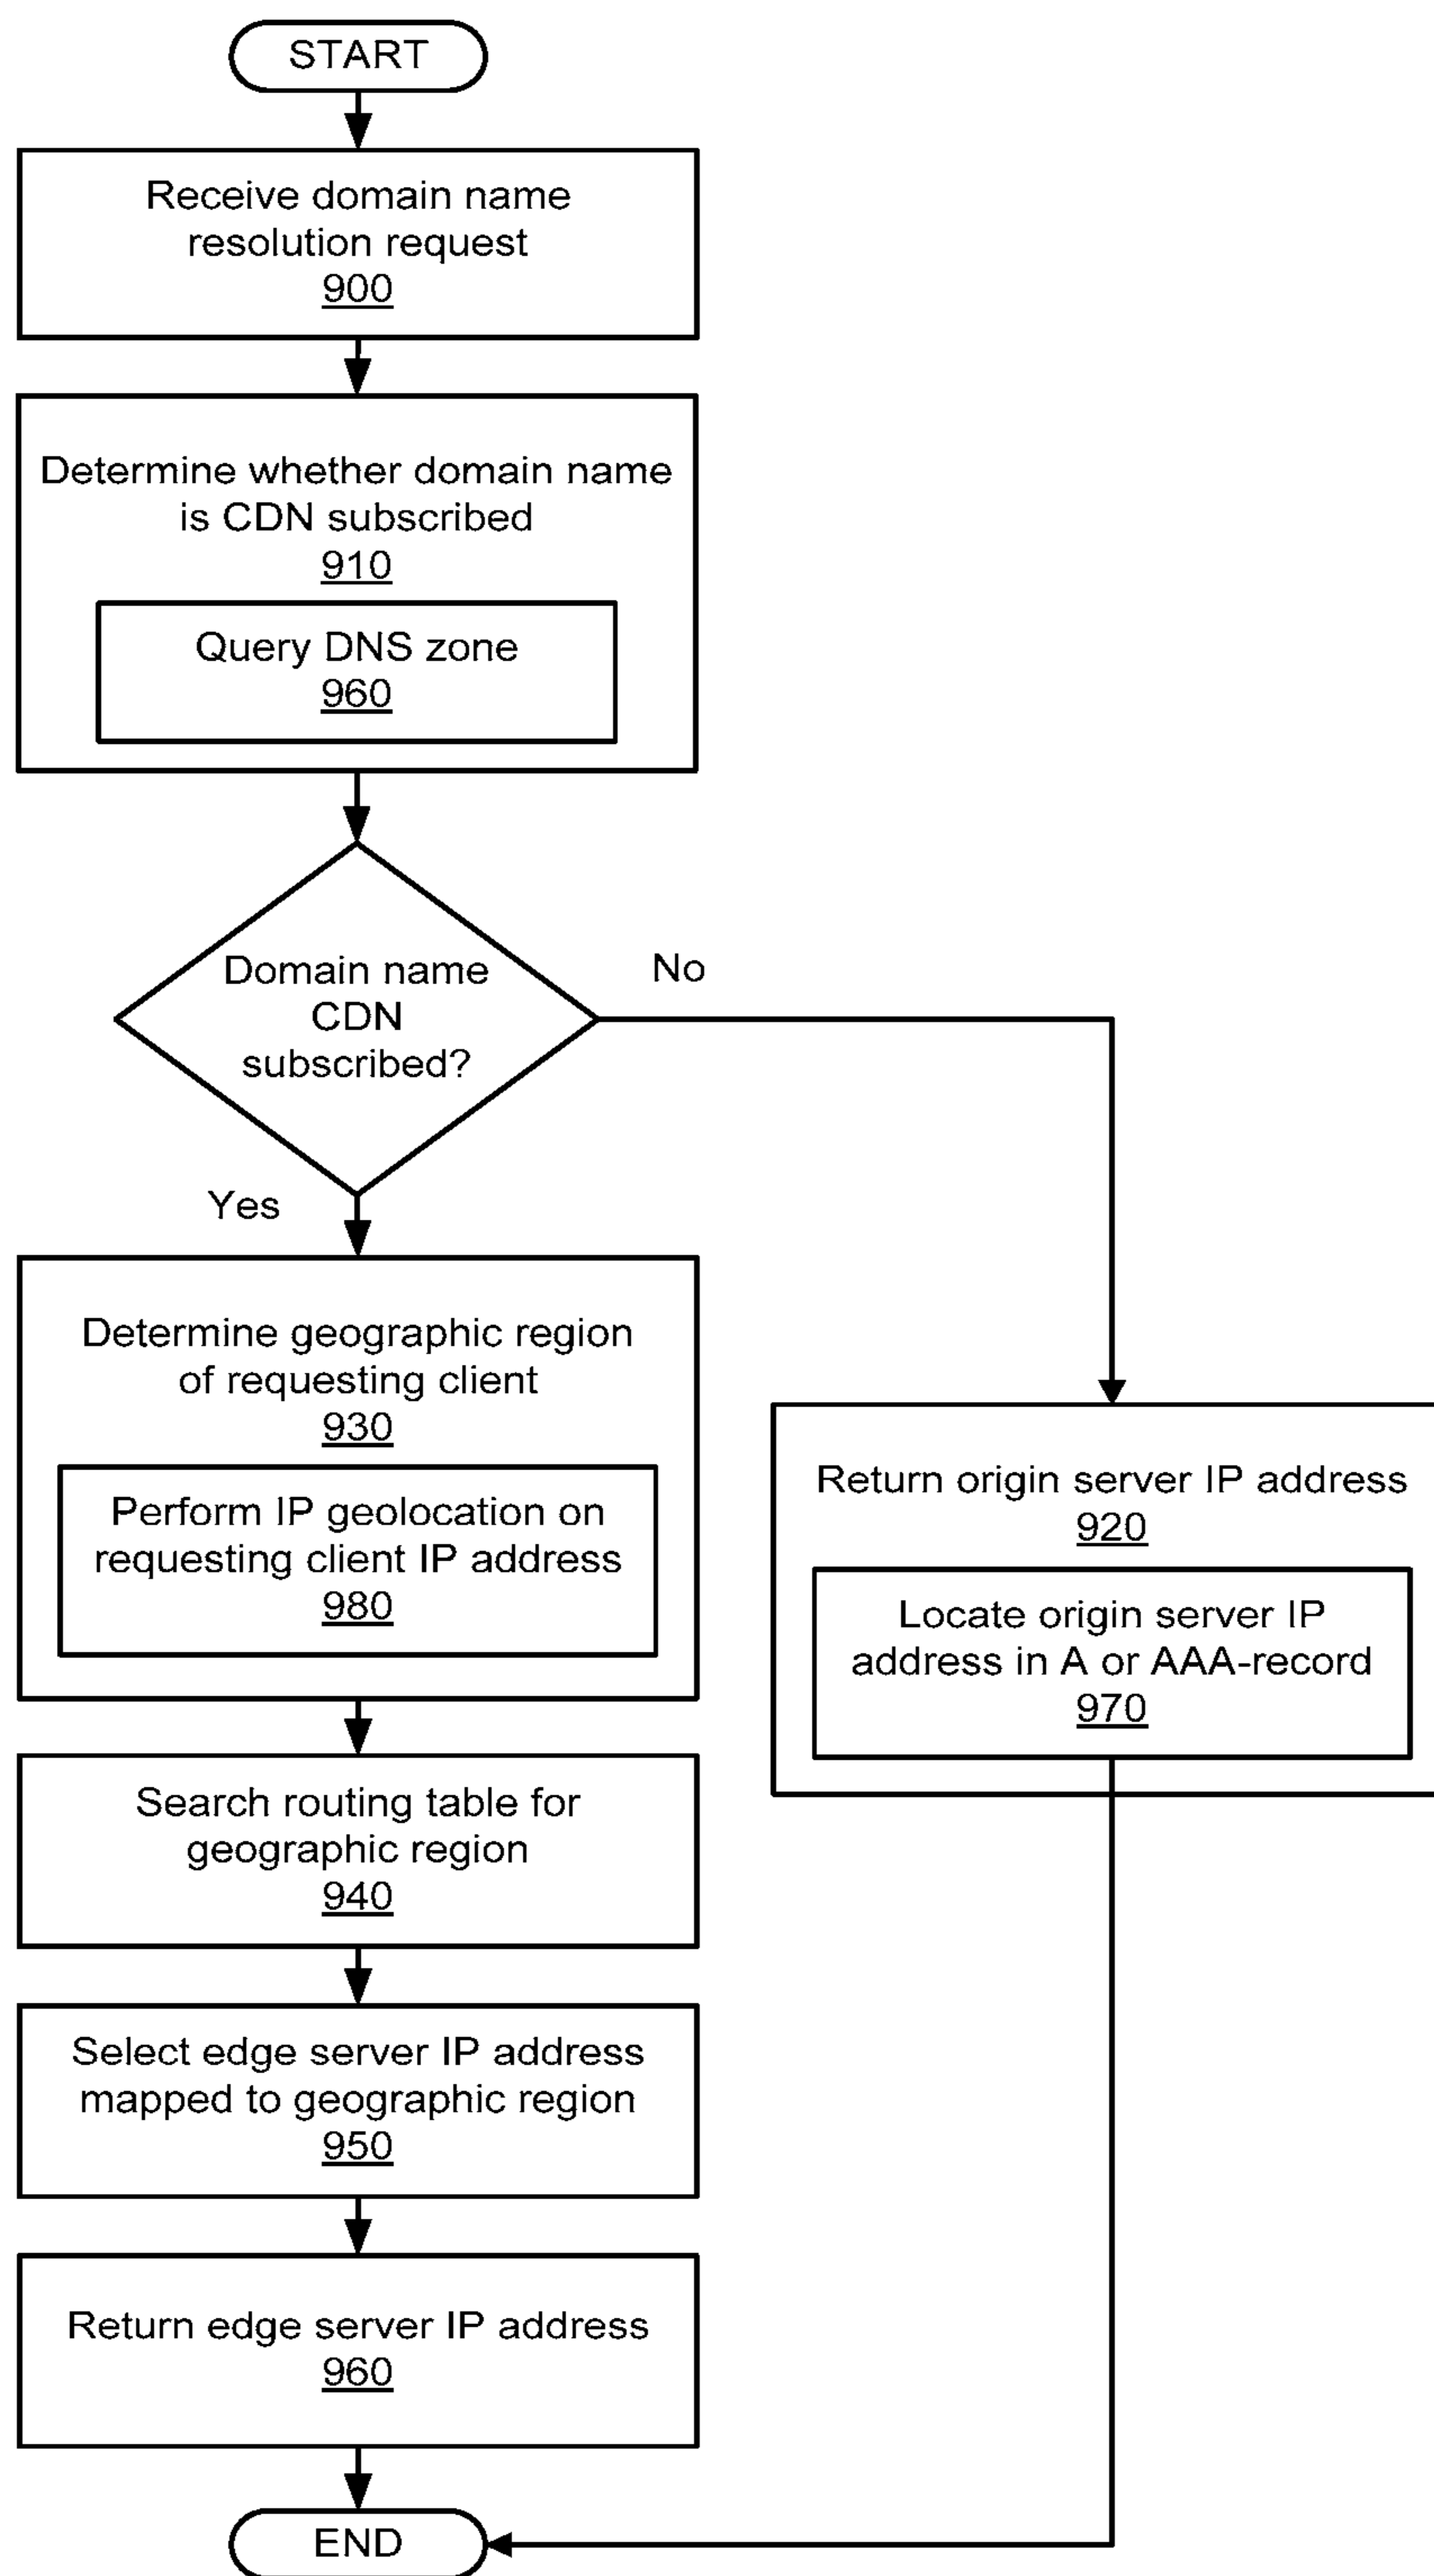 START
Receive domain name
resolution request
900
Determine whether domain name
is CDN subscribed
910
Query DNS zone
960
Domain name
CDN
subscribed?
No
Yes
Determine geographic region
of requesting client
930
Perform IP geolocation on
requesting client IP address
980
Return origin server IP address
920
Locate origin server IP
address in A or AAA-record
970
Search routing table for
geographic region
940
Select edge server IP address
mapped to geographic region
950
Return edge server IP address
960
END